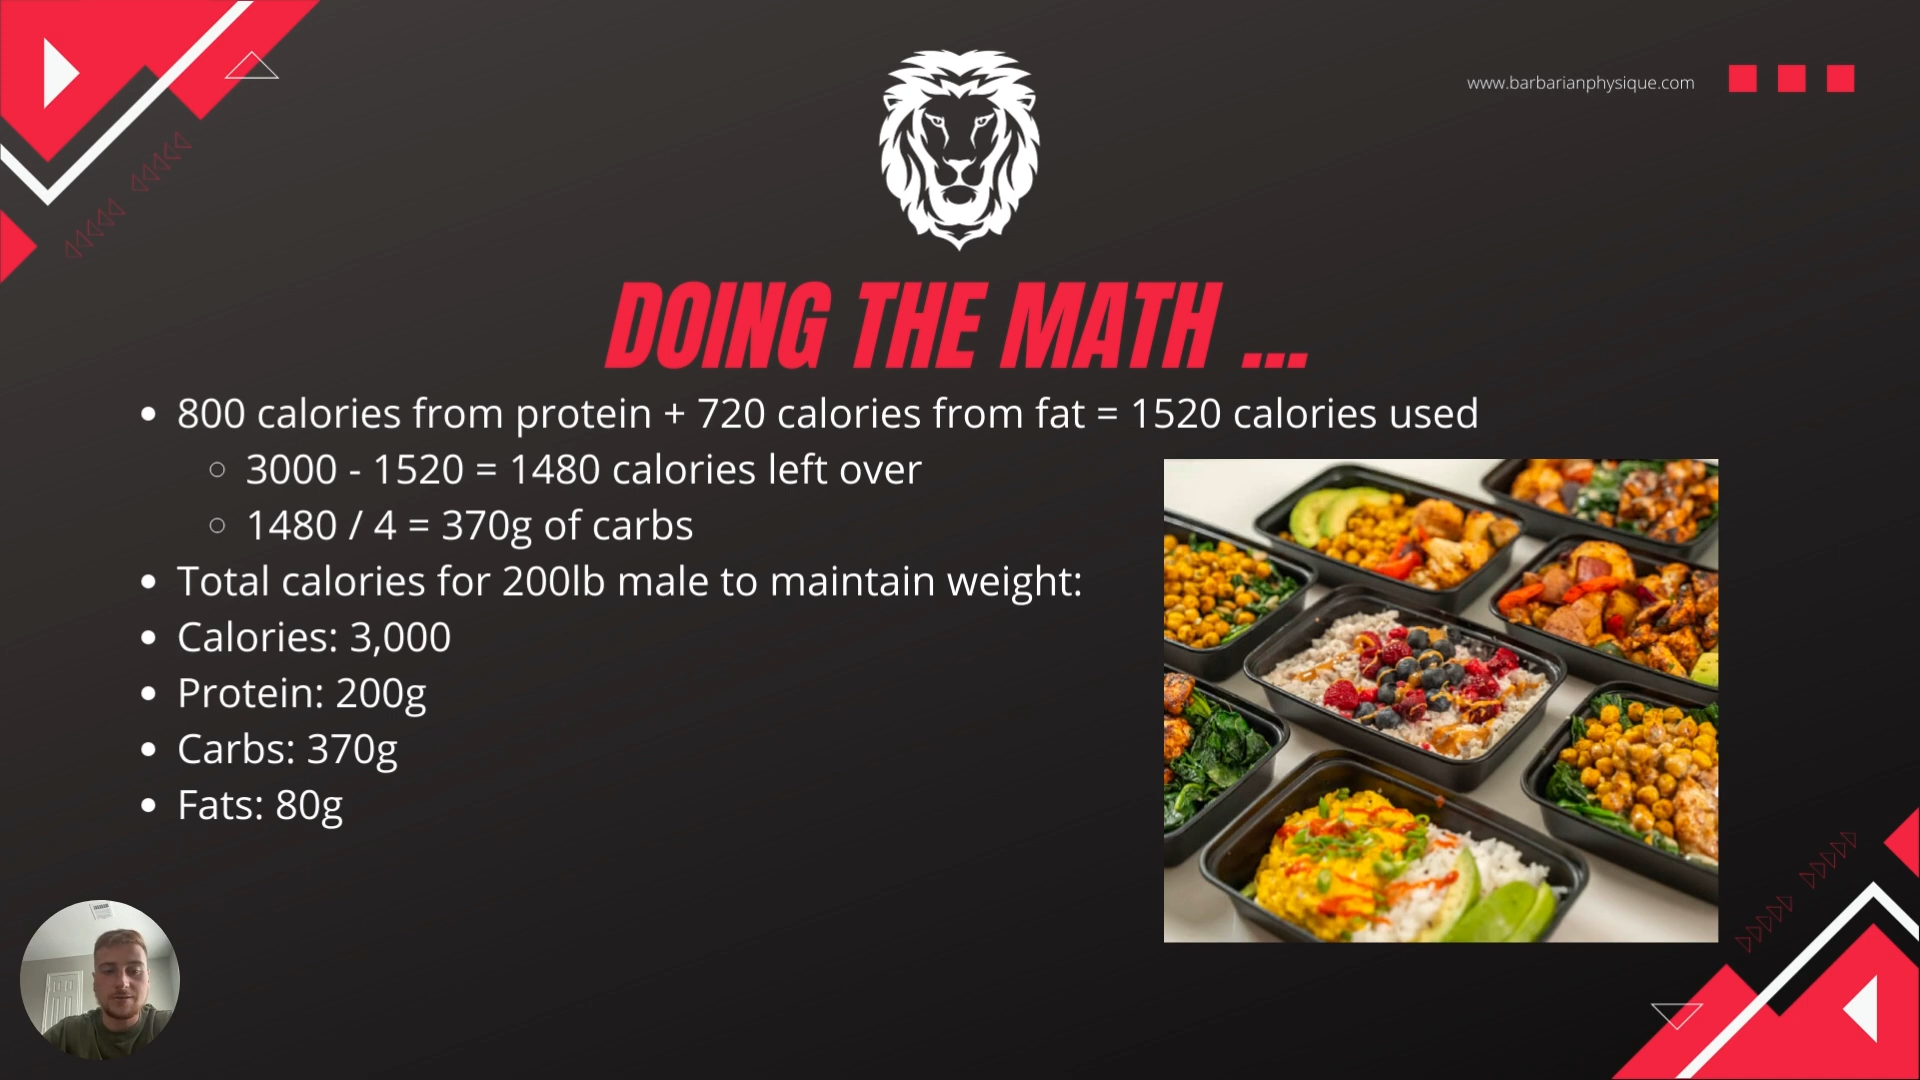 www.barbarianphysique.com
DOING THE MATH ...
• 800 calories from protein + 720 calories from fat = 1520 calories used
○ 3000 - 1520 = 1480 calories left over
○ 1480 / 4 = 370g of carbs
• Total calories for 200lb male to maintain weight:
• Calories: 3,000
• Protein: 200g
• Carbs: 370g
• Fats: 80g